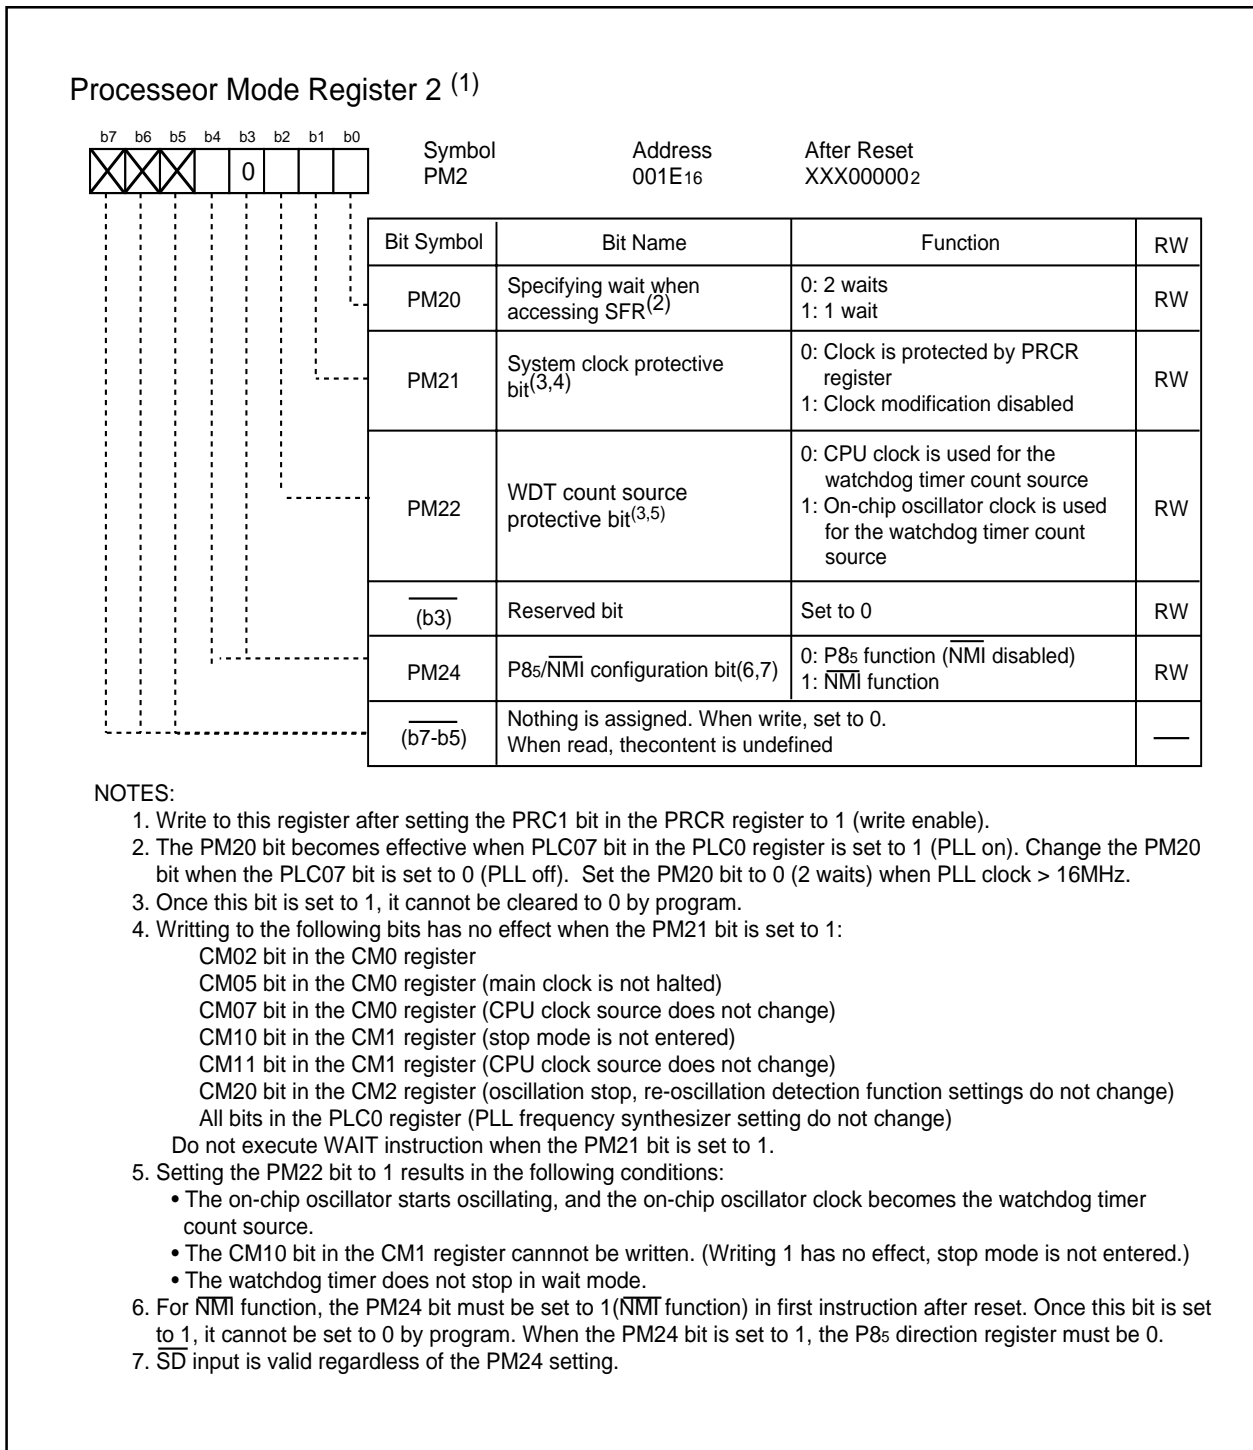 Processeor Mode Register 2 (1)
b7 b6 b5 b4 b3 b2 b1 b0
0
Symbol Address After Reset
PM2 001E16 XXX000002
Bit Symbol Bit Name Function RW
PM20 Specifying wait when accessing SFR(2) 0: 2 waits
1: 1 wait RW
PM21 System clock protective bit(3,4) 0: Clock is protected by PRCR register
1: Clock modification disabled RW
PM22 WDT count source protective bit(3,5) 0: CPU clock is used for the watchdog timer count source
1: On-chip oscillator clock is used for the watchdog timer count source RW
(b3) Reserved bit Set to 0 RW
PM24 P85/NMI configuration bit(6,7) 0: P85 function (NMI disabled)
1: NMI function RW
(b7-b5) Nothing is assigned. When write, set to 0.
When read, thecontent is undefined —
NOTES:
1. Write to this register after setting the PRC1 bit in the PRCR register to 1 (write enable).
2. The PM20 bit becomes effective when PLC07 bit in the PLC0 register is set to 1 (PLL on). Change the PM20
bit when the PLC07 bit is set to 0 (PLL off). Set the PM20 bit to 0 (2 waits) when PLL clock > 16MHz.
3. Once this bit is set to 1, it cannot be cleared to 0 by program.
4. Writting to the following bits has no effect when the PM21 bit is set to 1:
CM02 bit in the CM0 register
CM05 bit in the CM0 register (main clock is not halted)
CM07 bit in the CM0 register (CPU clock source does not change)
CM10 bit in the CM1 register (stop mode is not entered)
CM11 bit in the CM1 register (CPU clock source does not change)
CM20 bit in the CM2 register (oscillation stop, re-oscillation detection function settings do not change)
All bits in the PLC0 register (PLL frequency synthesizer setting do not change)
Do not execute WAIT instruction when the PM21 bit is set to 1.
5. Setting the PM22 bit to 1 results in the following conditions:
• The on-chip oscillator starts oscillating, and the on-chip oscillator clock becomes the watchdog timer
count source.
• The CM10 bit in the CM1 register cannnot be written. (Writing 1 has no effect, stop mode is not entered.)
• The watchdog timer does not stop in wait mode.
6. For NMI function, the PM24 bit must be set to 1(NMI function) in first instruction after reset. Once this bit is set
to 1, it cannot be set to 0 by program. When the PM24 bit is set to 1, the P85 direction register must be 0.
7. SD input is valid regardless of the PM24 setting.